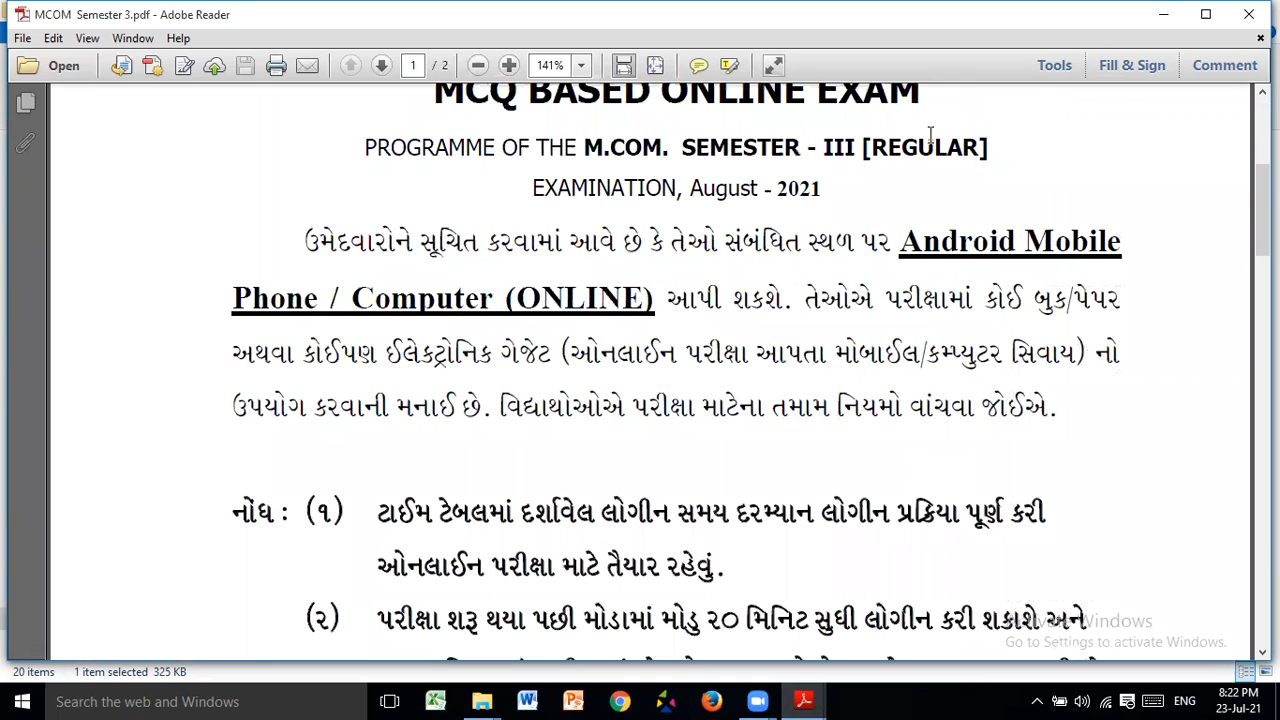 MCOM Semester 3.pdf - Adobe Reader
File Edit View Window Help
Open 1 / 2 141% Tools Fill & Sign Comment
MCQ BASED ONLINE EXAM
PROGRAMME OF THE M.COM. SEMESTER - III [REGULAR]
EXAMINATION, August - 2021
ઉમેદવારોને સૂચિત કરવામાં આવે છે કે તેઓ સંબંધિત સ્થળ પર Android Mobile
Phone / Computer (ONLINE) આપી શકશે. તેઓએ પરીક્ષામાં કોઈ બુક/પેપર
અથવા કોઈપણ ઈલેક્ટ્રોનિક ગેજેટ (ઓનલાઈન પરીક્ષા આપતા મોબાઈલ/કમ્પ્યુટર સિવાય) નો
ઉપયોગ કરવાની મનાઈ છે. વિદ્યાથોઓએ પરીક્ષા માટેના તમામ નિયમો વાંચવા જોઈએ.
નોંધ : (૧) ટાઈમ ટેબલમાં દર્શાવેલ લોગીન સમય દરમ્યાન લોગીન પ્રક્રિયા પૂર્ણ કરી
ઓનલાઈન પરીક્ષા માટે તૈયાર રહેવું.
(૨) પરીક્ષા શરૂ થયા પછી મોડામાં મોડુ ૨૦ મિનિટ સુધી લોગીન કરી શકાશે અને
Activate Windows
Go to Settings to activate Windows.
20 items 1 item selected 325 KB
Search the web and Windows
ENG
8:22 PM
23-Jul-21